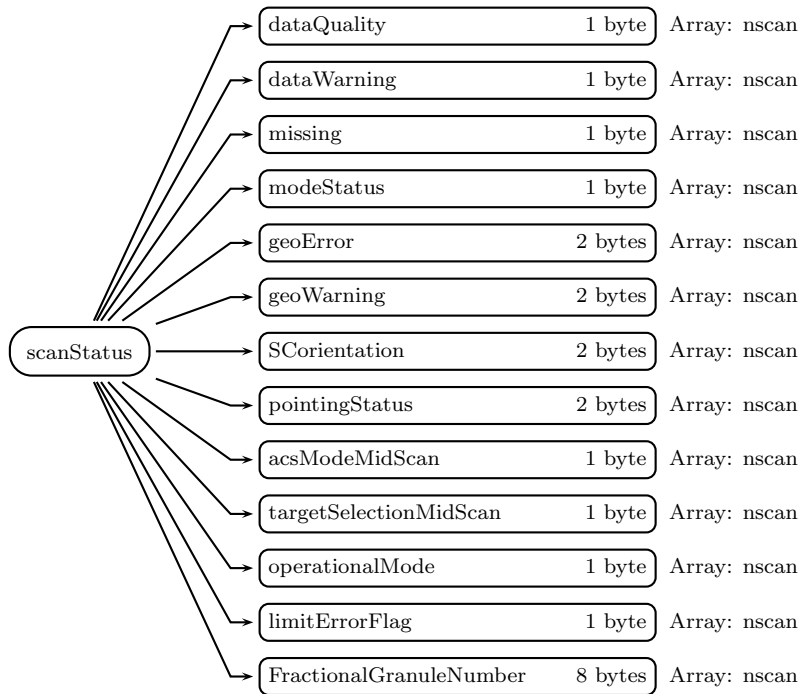 dataQuality 1 byte Array: nscan
dataWarning 1 byte Array: nscan
missing 1 byte Array: nscan
modeStatus 1 byte Array: nscan
geoError 2 bytes Array: nscan
geoWarning 2 bytes Array: nscan
scanStatus
SCorientation 2 bytes Array: nscan
pointingStatus 2 bytes Array: nscan
acsModeMidScan 1 byte Array: nscan
targetSelectionMidScan 1 byte Array: nscan
operationalMode 1 byte Array: nscan
limitErrorFlag 1 byte Array: nscan
FractionalGranuleNumber 8 bytes Array: nscan